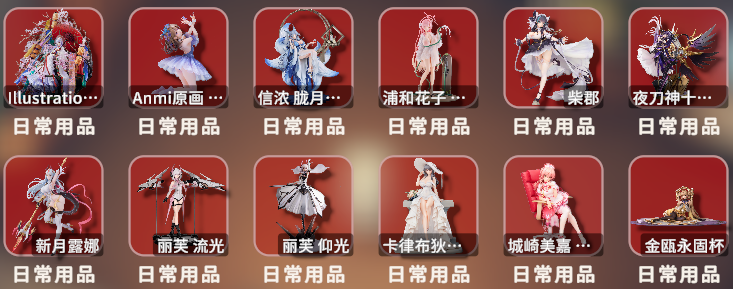 Illustratio…
Anmi原画 …
信浓 胧月…
浦和花子 …
柴郡
夜刀神十…
日常用品
日常用品
日常用品
日常用品
日常用品
日常用品
新月露娜
丽芙 流光
丽芙 仰光
卡律布狄…
城崎美嘉 …
金瓯永固杯
日常用品
日常用品
日常用品
日常用品
日常用品
日常用品